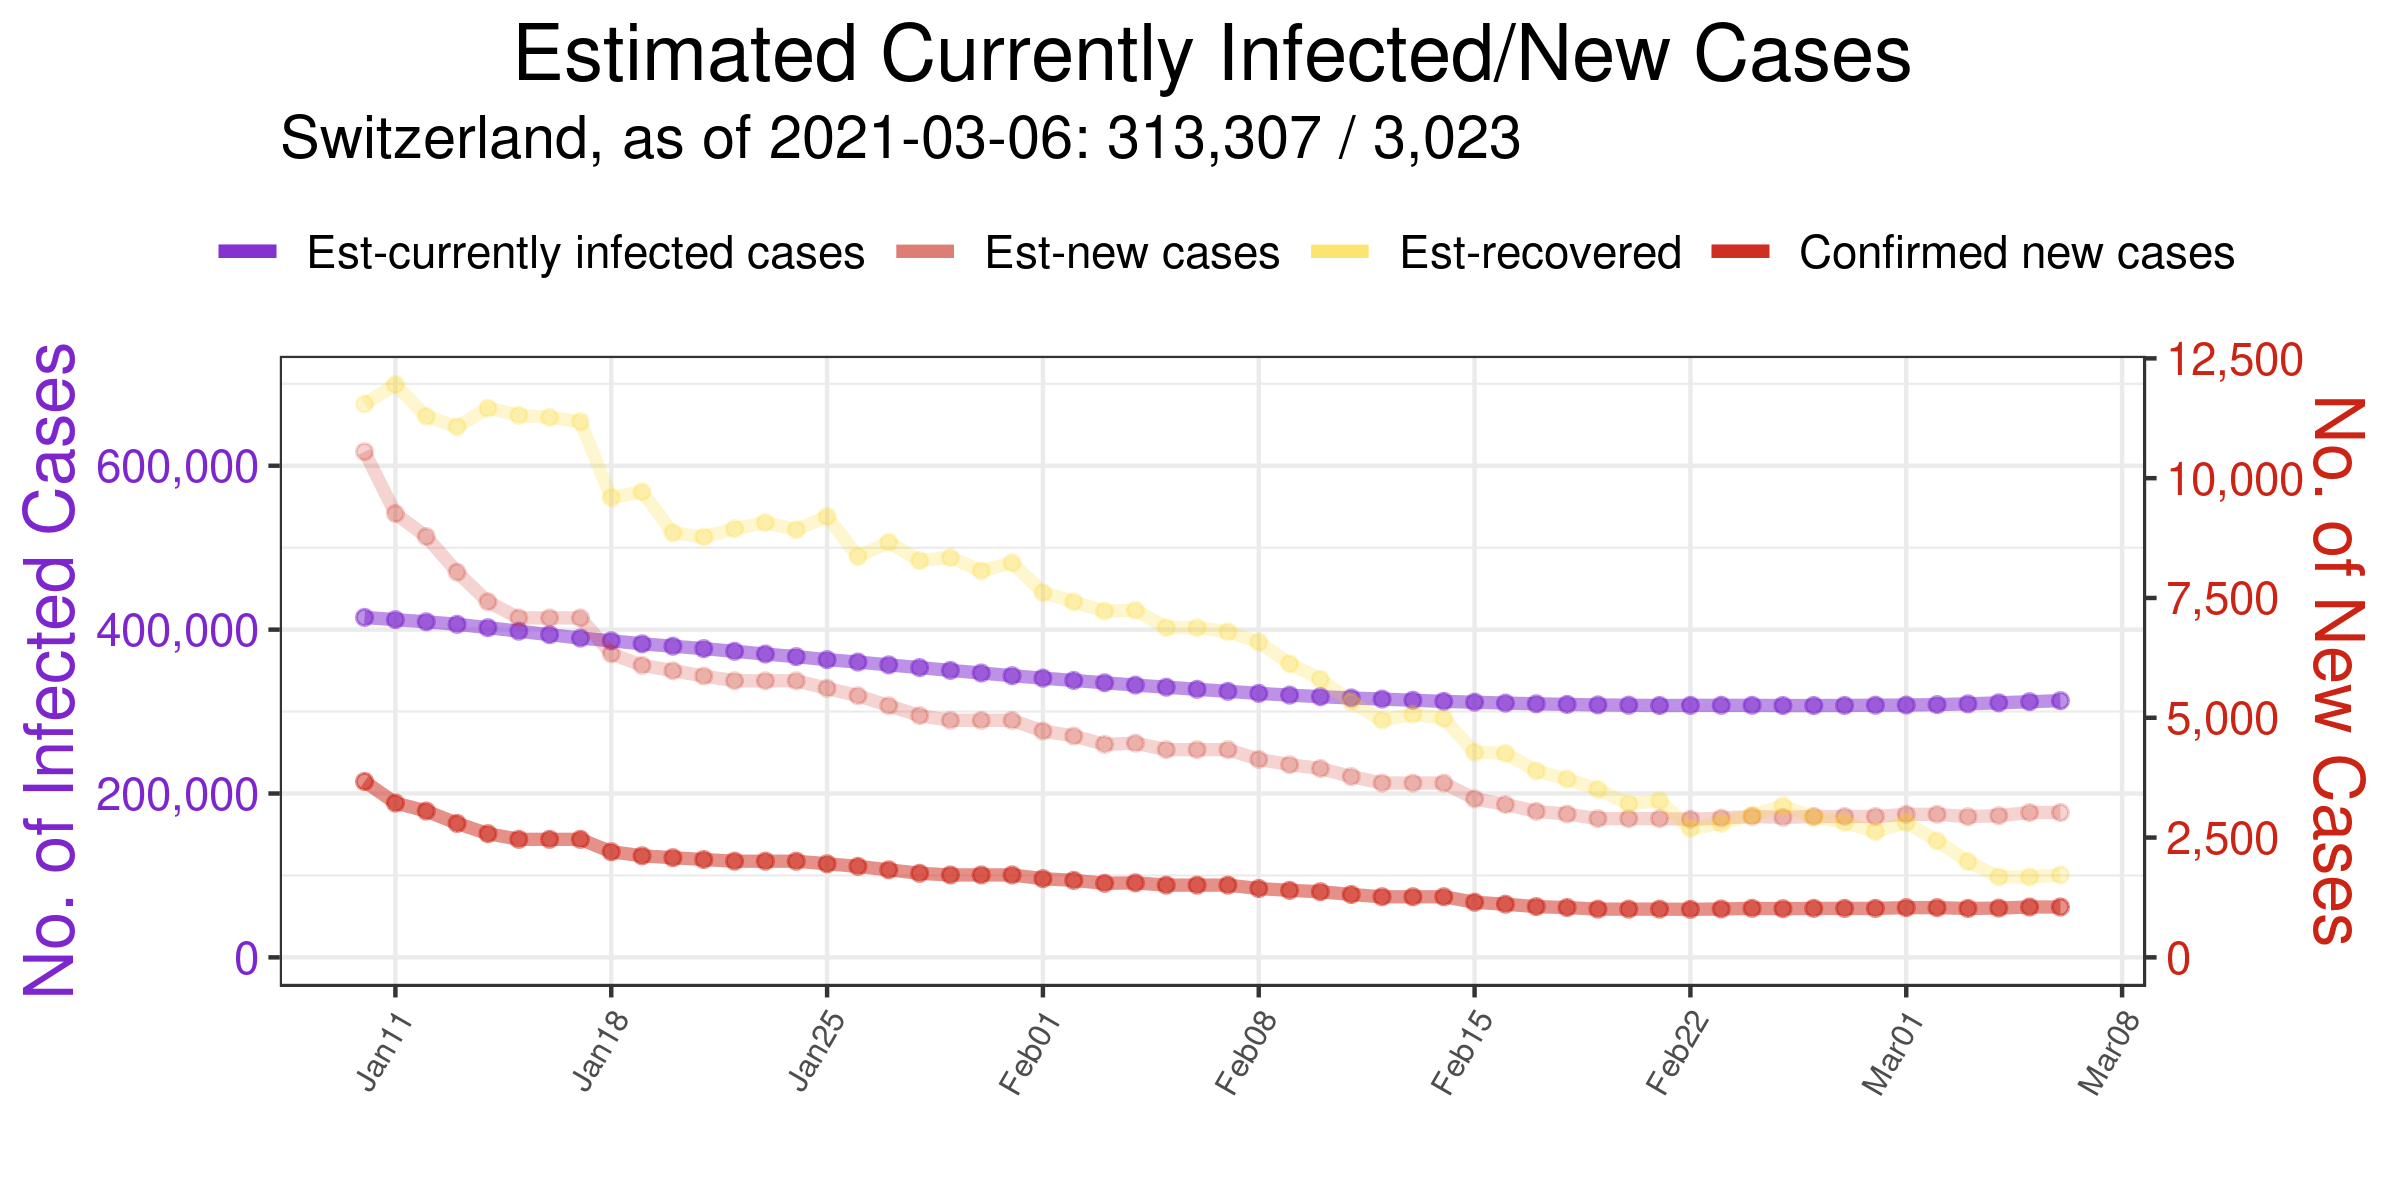 Estimated Currently Infected/New Cases
Switzerland, as of 2021-03-06: 313,307 / 3,023
Est-currently infected cases Est-new cases Est-recovered Confirmed new cases
No. of Infected Cases
600,000
400,000
200,000
0
12,500
10,000
7,500
5,000
2,500
0
No. of New Cases
Jan11 Jan18 Jan25 Feb01 Feb08 Feb15 Feb22 Mar01 Mar08